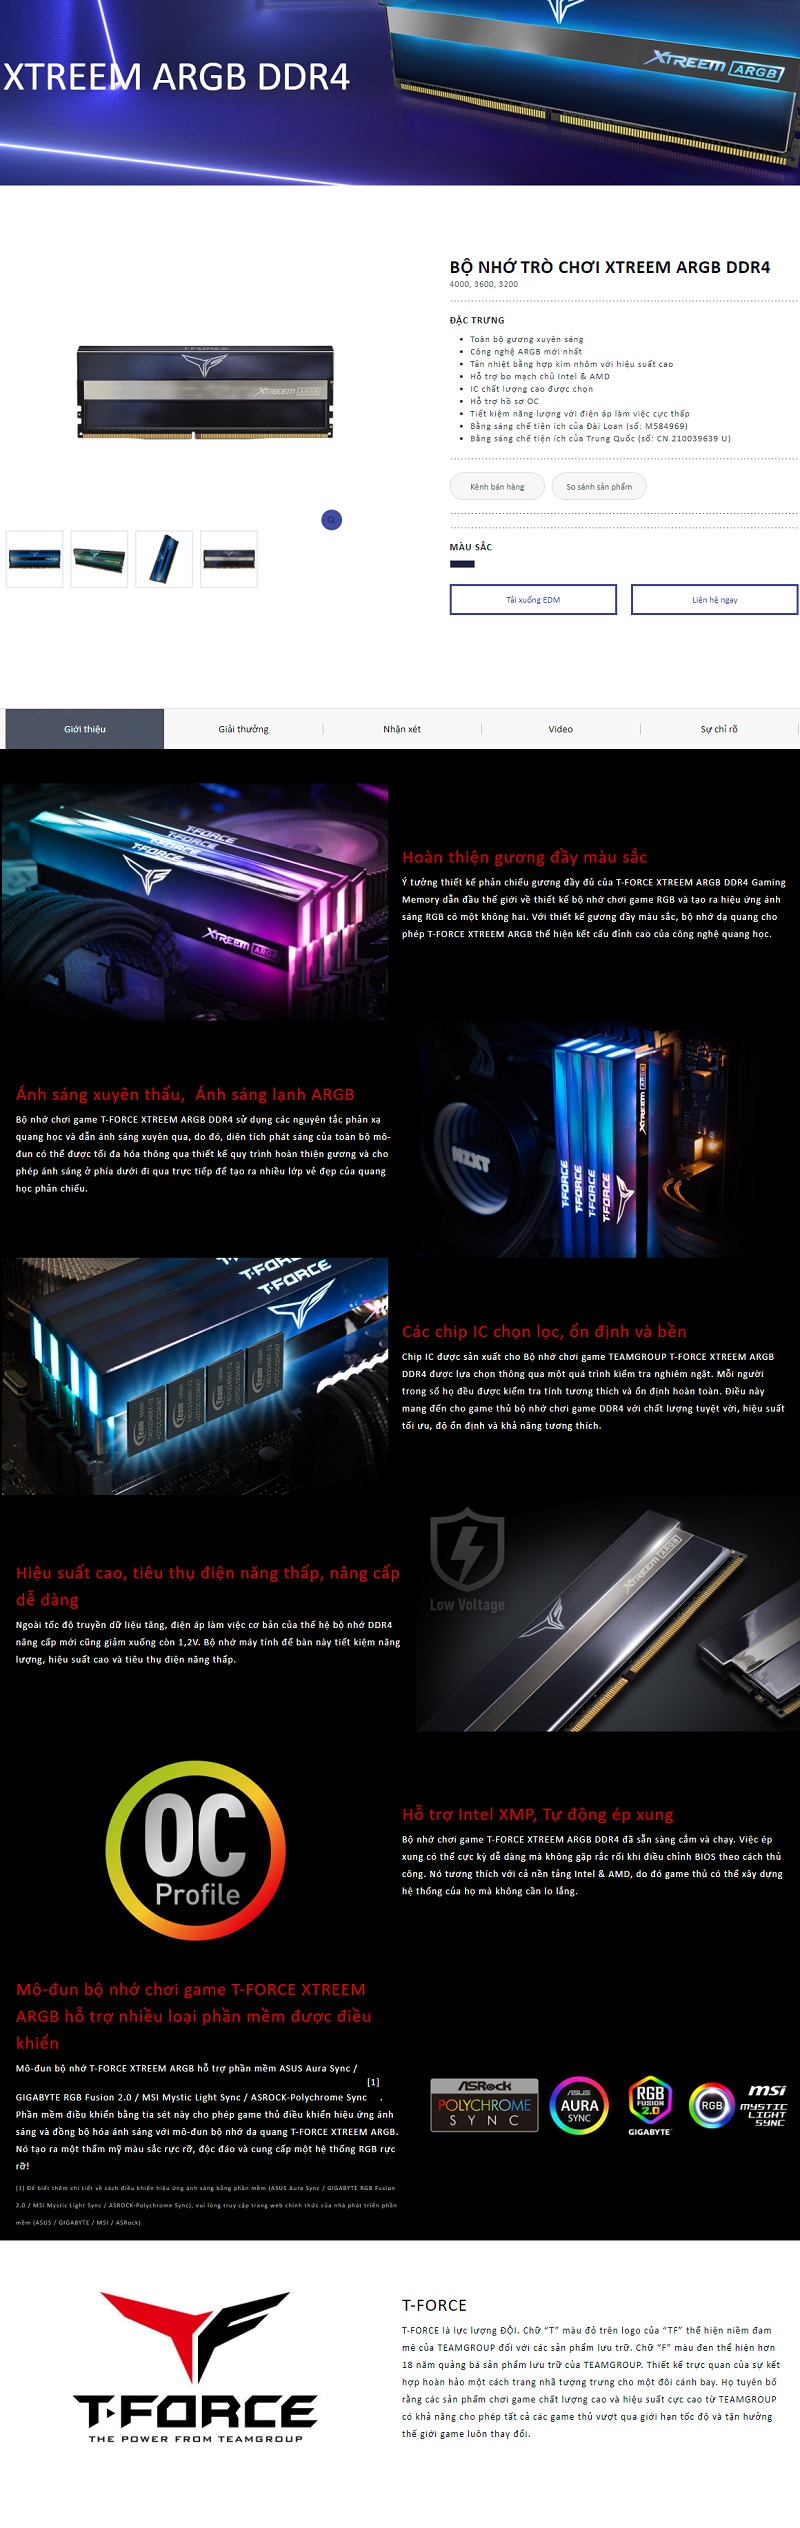 XTREEM ARGB DDR4
XTREEM ARGB
BỘ NHỚ TRÒ CHƠI XTREEM ARGB DDR4
4000, 3600, 3200
ĐẶC TRƯNG
Toàn bộ gương xuyên sáng
Công nghệ ARGB mới nhất
Tản nhiệt bằng hợp kim nhôm với hiệu suất cao
Hỗ trợ bo mạch chủ Intel & AMD
IC chất lượng cao được chọn
Hỗ trợ hồ sơ OC
Tiết kiệm năng lượng với điện áp làm việc cực thấp
Bằng sáng chế tiện ích của Đài Loan (số: M584969)
Bằng sáng chế tiện ích của Trung Quốc (số: CN 210039639 U)
T-FORCE
XTREEM ARGB
Kênh bán hàng
So sánh sản phẩm
MÀU SẮC
Tải xuống EDM
Liên hệ ngay
Giới thiệu
Giải thưởng
Nhận xét
Video
Sự chỉ rõ
T-FORCE
T-FORCE
T-FORCE
T-FORCE
XTREEM ARGB
Hoàn thiện gương đầy màu sắc
Ý tưởng thiết kế phản chiếu gương đầy đủ của T-FORCE XTREEM ARGB DDR4 Gaming
Memory dẫn đầu thế giới về thiết kế bộ nhớ chơi game RGB và tạo ra hiệu ứng ánh
sáng RGB có một không hai. Với thiết kế gương đầy màu sắc, bộ nhớ dạ quang cho
phép T-FORCE XTREEM ARGB thể hiện kết cấu đỉnh cao của công nghệ quang học.
Ánh sáng xuyên thấu, Ánh sáng lạnh ARGB
Bộ nhớ chơi game T-FORCE XTREEM ARGB DDR4 sử dụng các nguyên tắc phản xạ
quang học và dẫn ánh sáng xuyên qua, do đó, diện tích phát sáng của toàn bộ mô-
đun có thể được tối đa hóa thông qua thiết kế quy trình hoàn thiện gương và cho
phép ánh sáng ở phía dưới đi qua trực tiếp để tạo ra nhiều lớp vẻ đẹp của quang
học phản chiếu.
NZXT
T-FORCE
T-FORCE
T-FORCE
T-FORCE
XTREEM ARGB
T-FORCE
T-FORCE
Team
Team
Team
Team
Các chip IC chọn lọc, ổn định và bền
Chip IC được sản xuất cho Bộ nhớ chơi game TEAMGROUP T-FORCE XTREEM ARGB
DDR4 được lựa chọn thông qua một quá trình kiểm tra nghiêm ngặt. Mỗi người
trong số họ đều được kiểm tra tính tương thích và ổn định hoàn toàn. Điều này
mang đến cho game thủ bộ nhớ chơi game DDR4 với chất lượng tuyệt vời, hiệu suất
tối ưu, độ ổn định và khả năng tương thích.
Hiệu suất cao, tiêu thụ điện năng thấp, nâng cấp
dễ dàng
Ngoài tốc độ truyền dữ liệu tăng, điện áp làm việc cơ bản của thế hệ bộ nhớ DDR4
nâng cấp mới cũng giảm xuống còn 1,2V. Bộ nhớ máy tính để bàn này tiết kiệm năng
lượng, hiệu suất cao và tiêu thụ điện năng thấp.
Low Voltage
XTREEM ARGB
OC
Profile
Hỗ trợ Intel XMP, Tự động ép xung
Bộ nhớ chơi game T-FORCE XTREEM ARGB DDR4 đã sẵn sàng cắm và chạy. Việc ép
xung có thể cực kỳ dễ dàng mà không gặp rắc rối khi điều chỉnh BIOS theo cách thủ
công. Nó tương thích với cả nền tảng Intel & AMD, do đó game thủ có thể xây dựng
hệ thống của họ mà không cần lo lắng.
Mô-đun bộ nhớ chơi game T-FORCE XTREEM
ARGB hỗ trợ nhiều loại phần mềm được điều
khiển
Mô-đun bộ nhớ T-FORCE XTREEM ARGB hỗ trợ phần mềm ASUS Aura Sync /
GIGABYTE RGB Fusion 2.0 / MSI Mystic Light Sync / ASROCK-Polychrome Sync [1] .
Phần mềm điều khiển bằng tia sét này cho phép game thủ điều khiển hiệu ứng ánh
sáng và đồng bộ hóa ánh sáng với mô-đun bộ nhớ dạ quang T-FORCE XTREEM ARGB.
Nó tạo ra một thẩm mỹ màu sắc rực rỡ, độc đáo và cung cấp một hệ thống RGB rực
rỡ!
[1] Để biết thêm chi tiết về cách điều khiển hiệu ứng ánh sáng bằng phần mềm (ASUS Aura Sync / GIGABYTE RGB Fusion
2.0 / MSI Mystic Light Sync / ASROCK-Polychrome Sync), vui lòng truy cập trang web chính thức của nhà phát triển phần
mềm (ASUS / GIGABYTE / MSI / ASRock)
ASRock
POLYCHROME
SYNC
ASUS
AURA
SYNC
RGB
FUSION
2.0
GIGABYTE
RGB
msi
MYSTIC
LIGHT
SYNC
T-FORCE
THE POWER FROM TEAMGROUP
T-FORCE
T-FORCE là lực lượng ĐỘI. Chữ “T” màu đỏ trên logo của “TF” thể hiện niềm đam
mê của TEAMGROUP đối với các sản phẩm lưu trữ. Chữ “F” màu đen thể hiện hơn
18 năm quảng bá sản phẩm lưu trữ của TEAMGROUP. Thiết kế trực quan của sự kết
hợp hoàn hảo một cách trang nhã tượng trưng cho một đôi cánh bay. Họ tuyên bố
rằng các sản phẩm chơi game chất lượng cao và hiệu suất cực cao từ TEAMGROUP
có khả năng cho phép tất cả các game thủ vượt qua giới hạn tốc độ và tận hưởng
thế giới game luôn thay đổi.